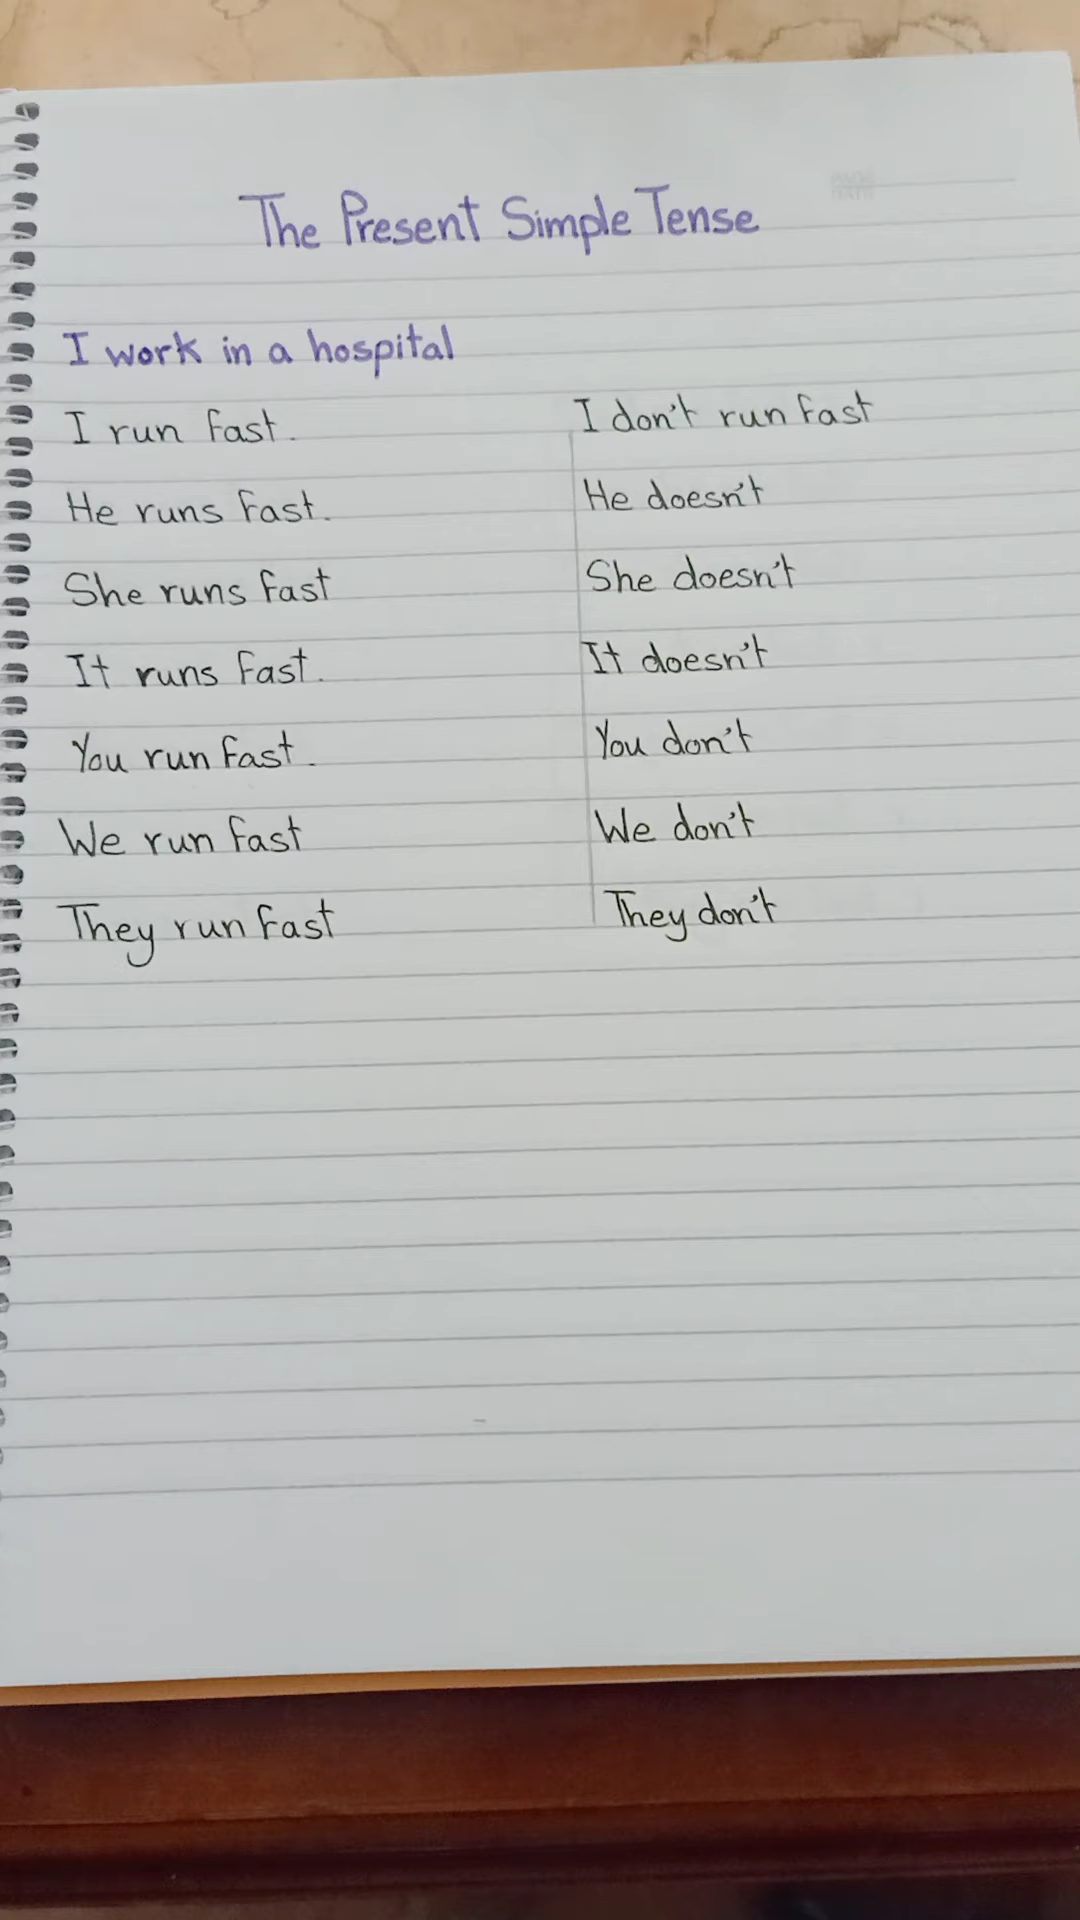 The Present Simple Tense
I work in a hospital
I run fast.
I don't run fast
He runs fast.
He doesn't
She runs fast
She doesn't
It runs fast.
It doesn't
You run fast.
You don't
We run fast
We don't
They run fast
They don't